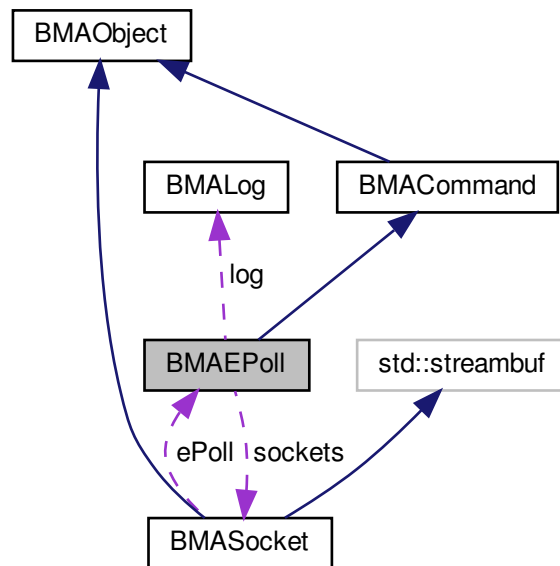 BMAObject
BMALog
BMACommand
log
BMAEPoll
std::streambuf
ePoll
sockets
BMASocket